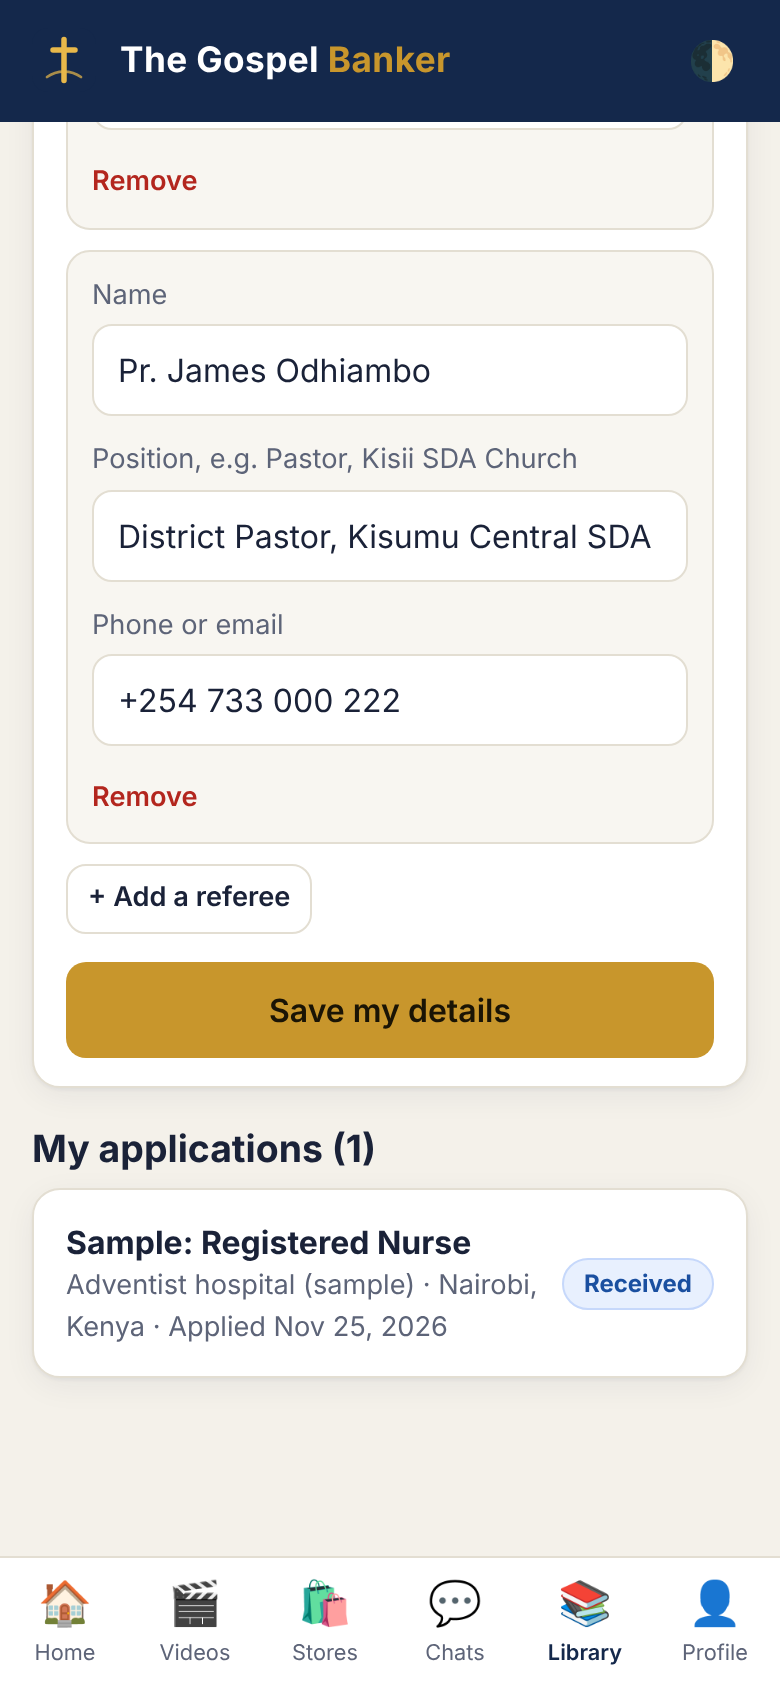 The Gospel Banker
Remove
Name
Pr. James Odhiambo
Position, e.g. Pastor, Kisii SDA Church
District Pastor, Kisumu Central SDA
Phone or email
+254 733 000 222
Remove
+ Add a referee
Save my details
My applications (1)
Sample: Registered Nurse
Adventist hospital (sample) · Nairobi,
Kenya · Applied Nov 25, 2026
Received
Home
Videos
Stores
Chats
Library
Profile